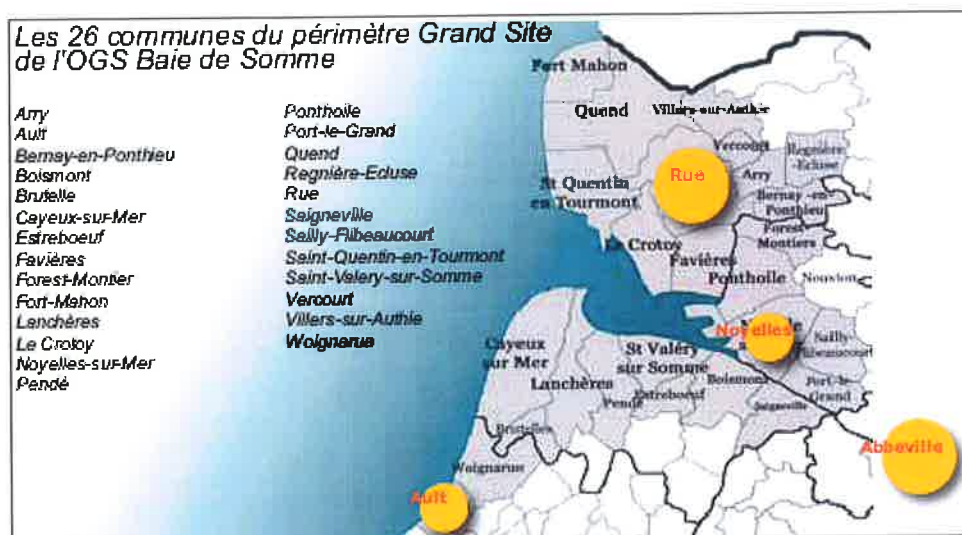 Les 26 communes du périmètre Grand Site
de l'OGS Baie de Somme
Arry
Ault
Bernay-en-Ponthieu
Boismont
Brutelle
Cayeux-sur-Mer
Estreboeuf
Favières
Forest-Montier
Fort-Mahon
Lanchères
Le Crotoy
Noyelles-sur-Mer
Pendé
Ponthoile
Port-le-Grand
Quend
Regnière-Ecluse
Rue
Saigneville
Sailly-Flibeaucourt
Saint-Quentin-en-Tourmont
Saint-Valery-sur-Somme
Vercourt
Villers-sur-Authie
Woignarue
Fort Mahon
Quend
Villers-sur-Authie
Vercourt
Regnière
-Ecluse
Rue
Arry
St Quentin
en Tourmont
Bernay-en-
Ponthieu
Forest-
Montiers
Le Crotoy
Favières
Ponthoile
Nouvion
Noyelles
Sailly-
Flibeaucourt
Cayeux
sur Mer
St Valéry
sur Somme
Lanchères
Boismont
Port-le-
Grand
Pendé
Estreboeuf
Saigneville
Brutelles
Woignarue
Abbeville
Ault